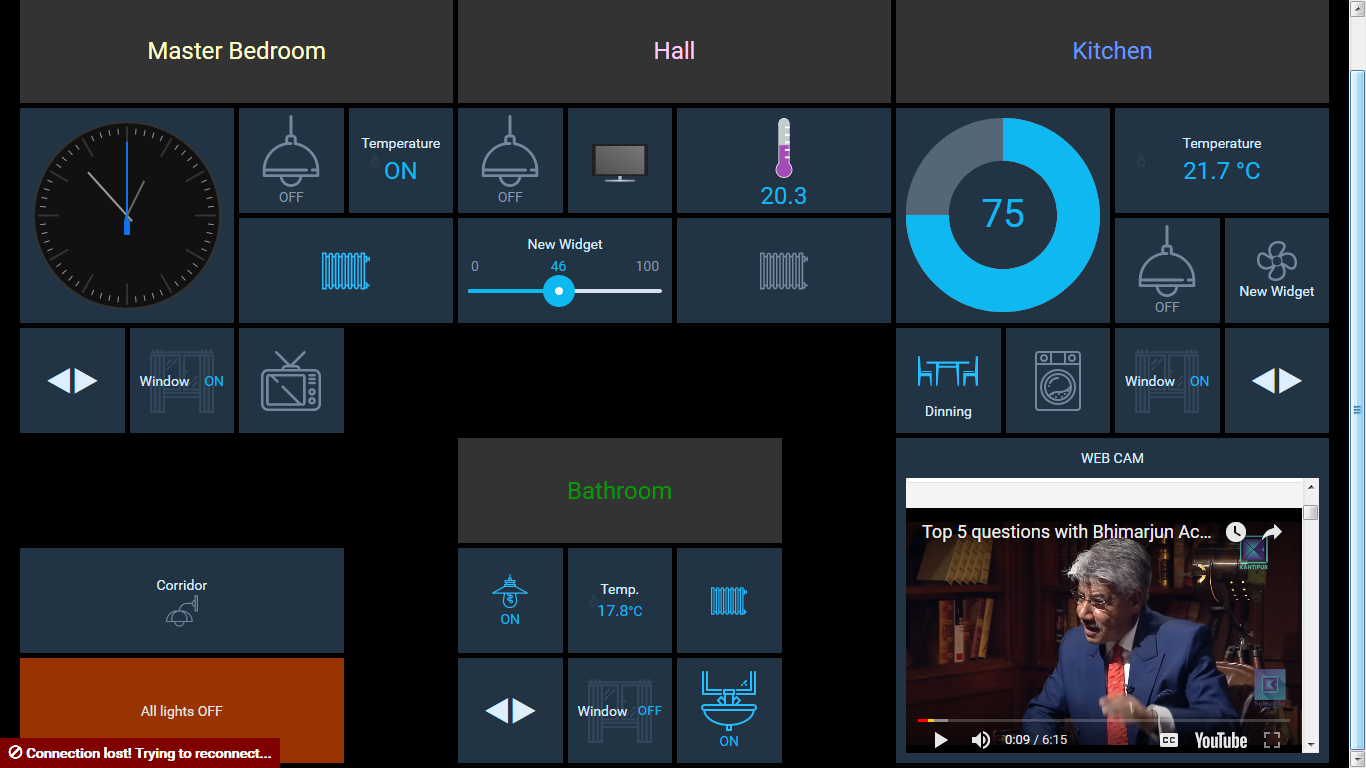 Master Bedroom
Hall
Kitchen
OFF
Temperature
ON
OFF
20.3
75
Temperature
21.7 °C
New Widget
0 46 100
OFF
New Widget
Window ON
Dinning
Window ON
Bathroom
WEB CAM
Top 5 questions with Bhimarjun Ac...
KANTIPUR
Corridor
ON
Temp.
17.8°C
All lights OFF
Window OFF
ON
Subscribe
0:09 / 6:15
CC
YouTube
Connection lost! Trying to reconnect...